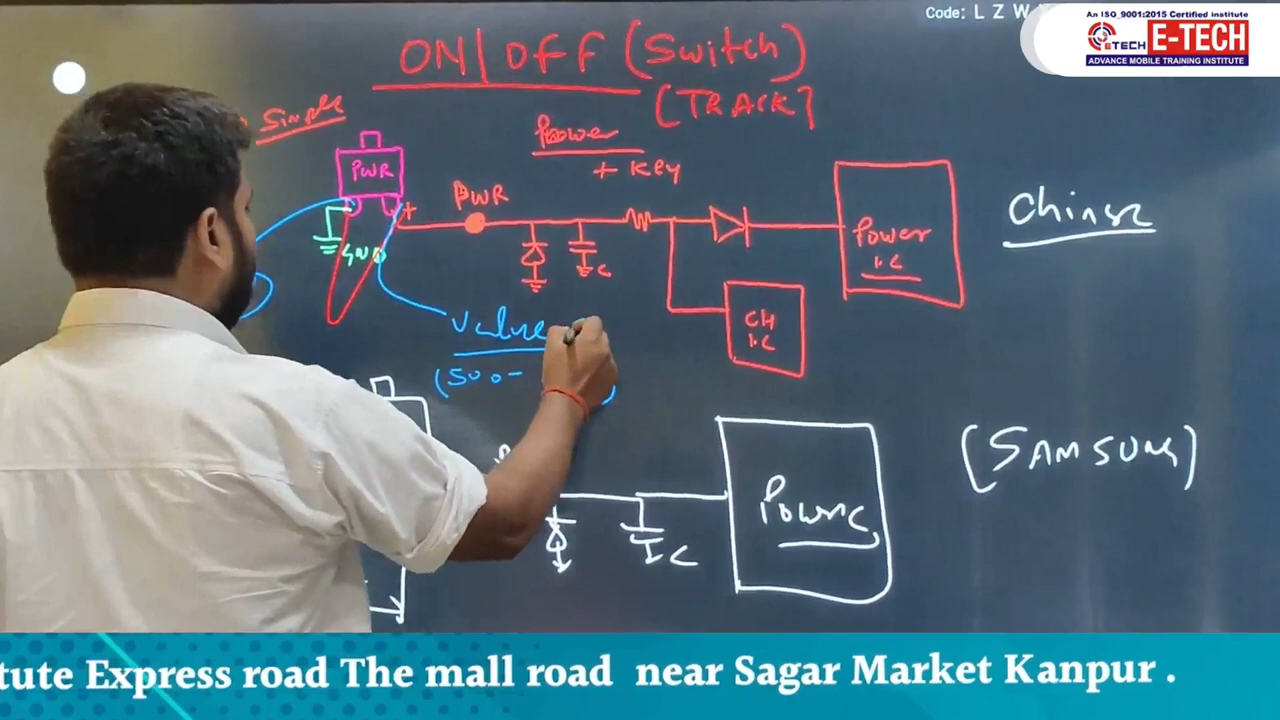 Code: L Z W
An ISO 9001:2015 Certified institute
ETECH E-TECH
ADVANCE MOBILE TRAINING INSTITUTE
ON/OFF (Switch)
(TRACK)
Simple
Power
+ Key
PWR
PWR
+
GND
C
Power
I.C
CH
I.C
Chinese
Value
(500-
)
(SAMSUNG)
C
tute Express road The mall road near Sagar Market Kanpur .